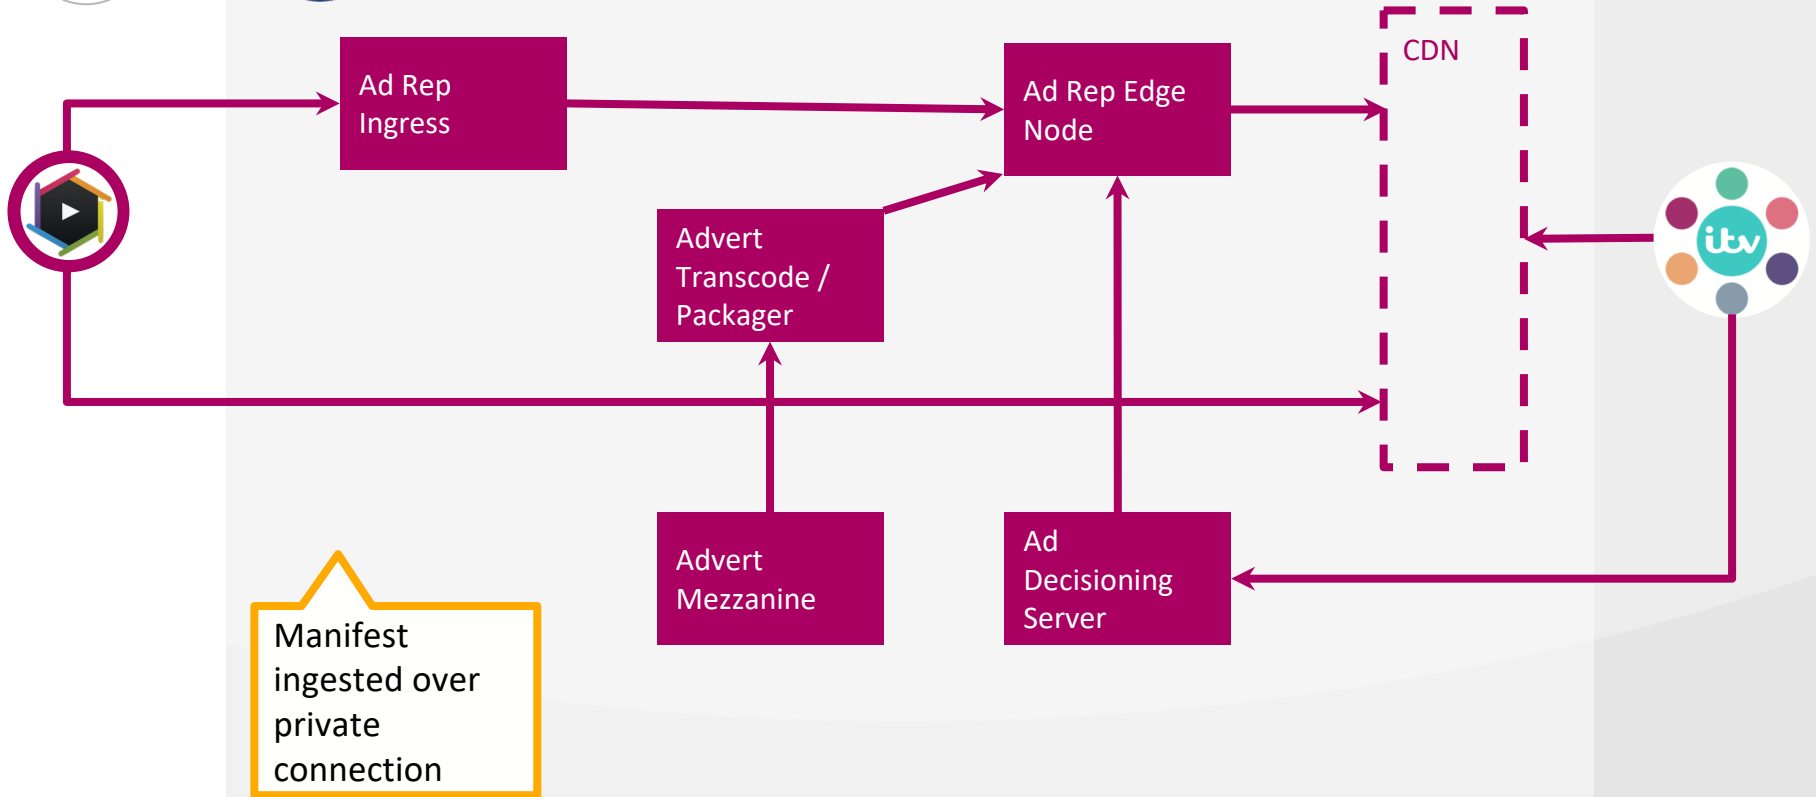 Ad Rep
Ingress
Ad Rep Edge
Node
CDN
Advert
Transcode /
Packager
itv
Advert
Mezzanine
Ad
Decisioning
Server
Manifest
ingested over
private
connection